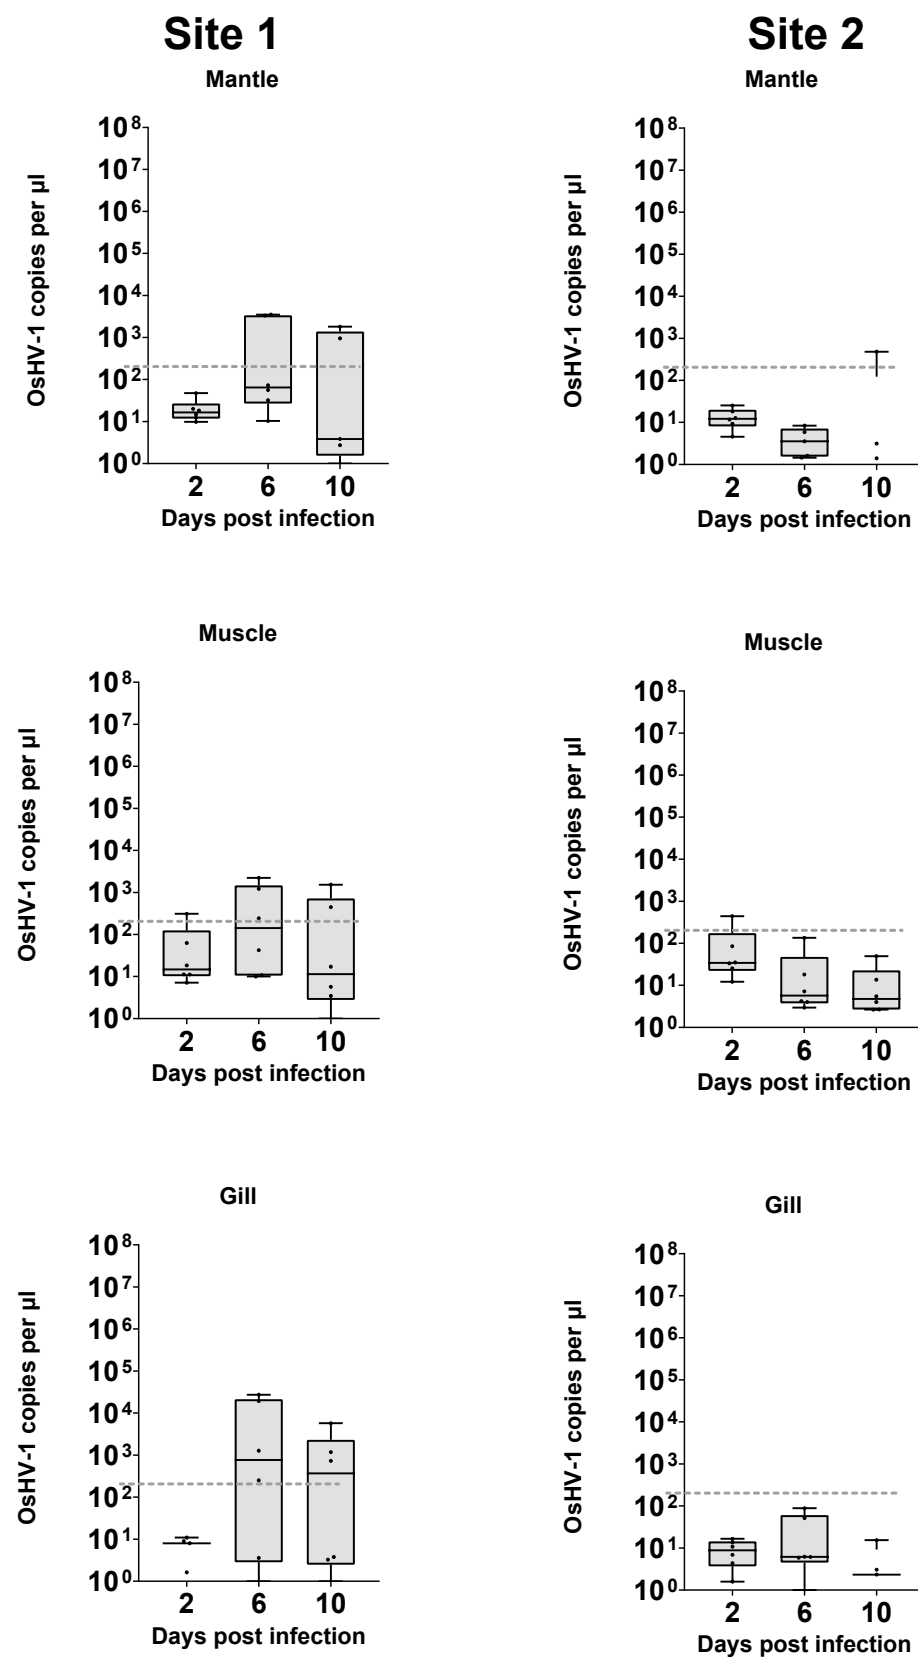 Site 1
Site 2
Mantle
Mantle
OsHV-1 copies per µl
10⁸
10⁷
10⁶
10⁵
10⁴
10³
10²
10¹
10⁰
2 6 10
Days post infection
OsHV-1 copies per µl
10⁸
10⁷
10⁶
10⁵
10⁴
10³
10²
10¹
10⁰
2 6 10
Days post infection
Muscle
Muscle
OsHV-1 copies per µl
10⁸
10⁷
10⁶
10⁵
10⁴
10³
10²
10¹
10⁰
2 6 10
Days post infection
OsHV-1 copies per µl
10⁸
10⁷
10⁶
10⁵
10⁴
10³
10²
10¹
10⁰
2 6 10
Days post infection
Gill
Gill
OsHV-1 copies per µl
10⁸
10⁷
10⁶
10⁵
10⁴
10³
10²
10¹
10⁰
2 6 10
Days post infection
OsHV-1 copies per µl
10⁸
10⁷
10⁶
10⁵
10⁴
10³
10²
10¹
10⁰
2 6 10
Days post infection